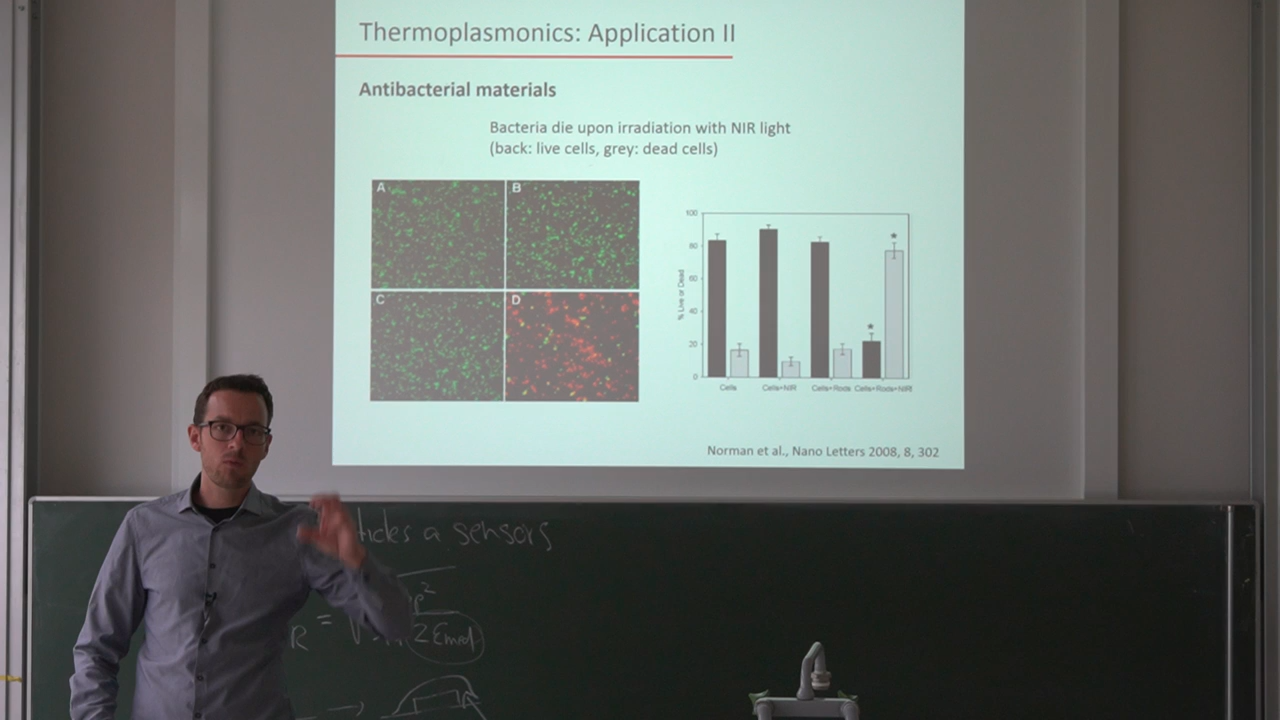 Thermoplasmonics: Application II
Antibacterial materials
Bacteria die upon irradiation with NIR light
(back: live cells, grey: dead cells)
A
B
C
D
% Live or Dead
100
80
60
40
20
0
*
*
Cells
Cells+NIR
Cells+Rods
Cells+Rods+NIR
Norman et al., Nano Letters 2008, 8, 302
a sensors
R =
2 Emed